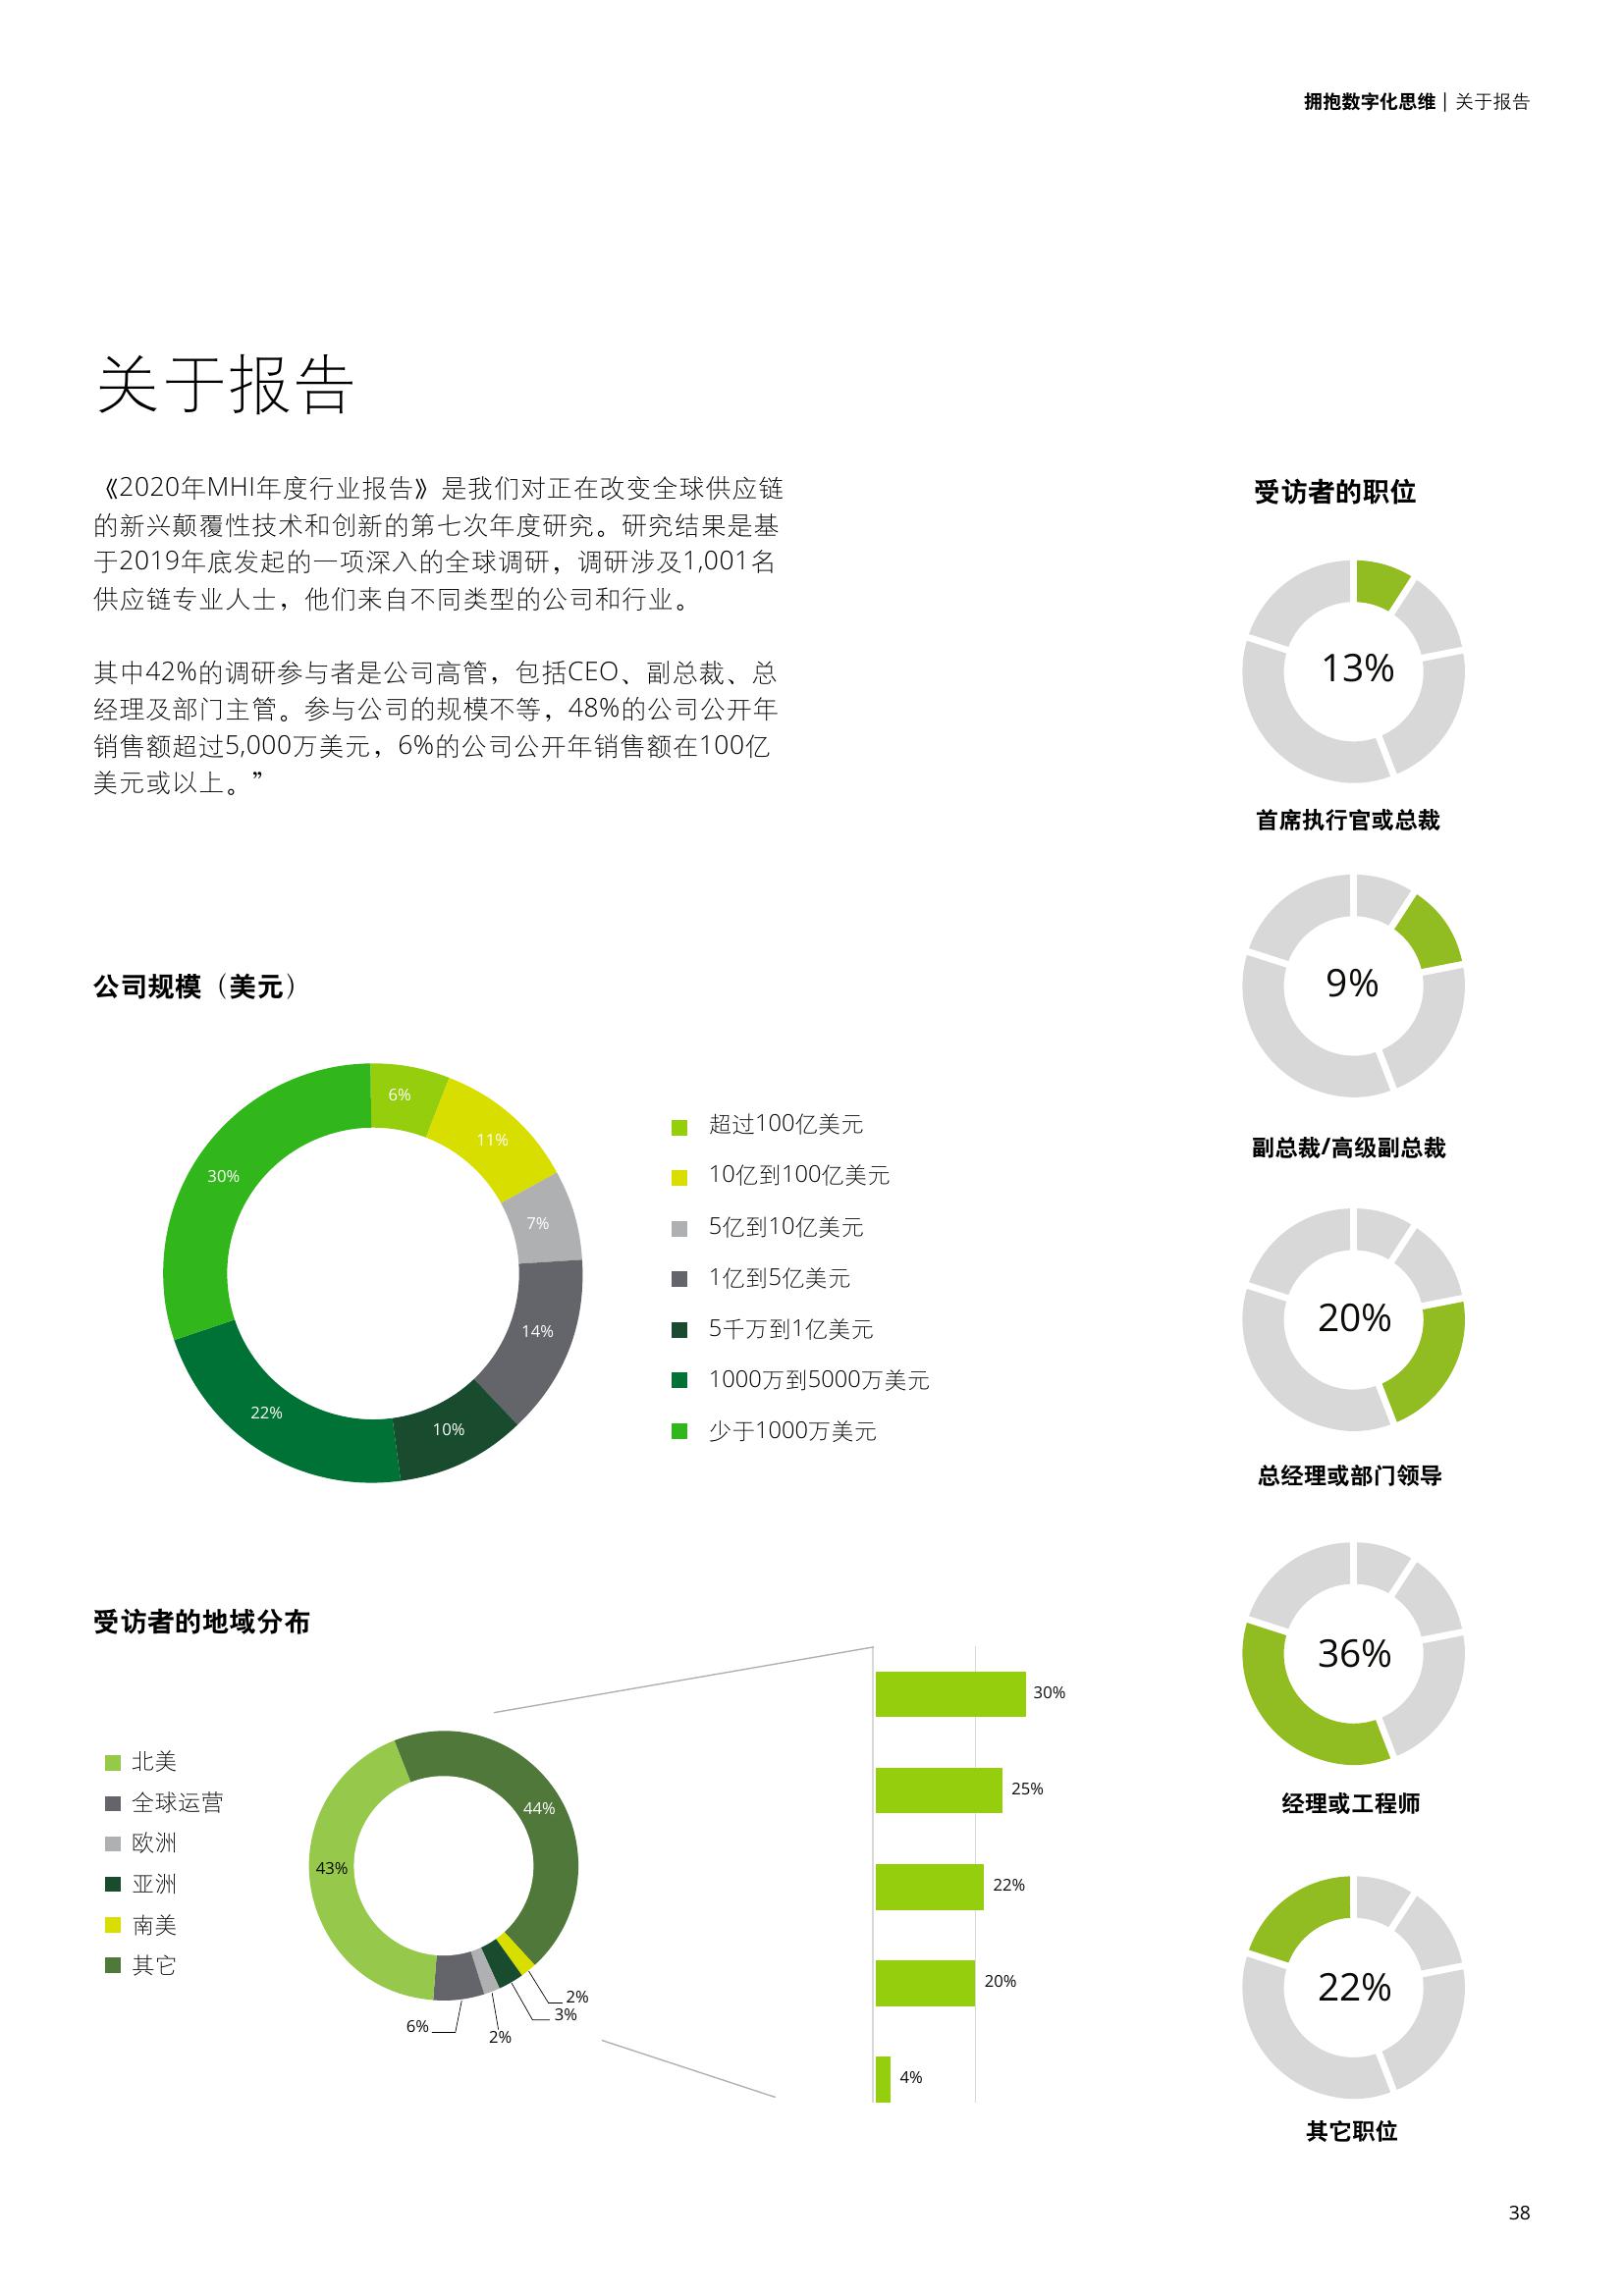 拥抱数字化思维 | 关于报告
关于报告
《2020年MHI年度行业报告》是我们对正在改变全球供应链
的新兴颠覆性技术和创新的第七次年度研究。研究结果是基
于2019年底发起的一项深入的全球调研，调研涉及1,001名
供应链专业人士，他们来自不同类型的公司和行业。
其中42%的调研参与者是公司高管，包括CEO、副总裁、总
经理及部门主管。参与公司的规模不等，48%的公司公开年
销售额超过5,000万美元，6%的公司公开年销售额在100亿
美元或以上。”
公司规模（美元）
6%
11%
7%
14%
10%
22%
30%
超过100亿美元
10亿到100亿美元
5亿到10亿美元
1亿到5亿美元
5千万到1亿美元
1000万到5000万美元
少于1000万美元
受访者的地域分布
北美
全球运营
欧洲
亚洲
南美
其它
44%
43%
2%
3%
6%
2%
30%
25%
22%
20%
4%
受访者的职位
13%
首席执行官或总裁
9%
副总裁/高级副总裁
20%
总经理或部门领导
36%
经理或工程师
22%
其它职位
38